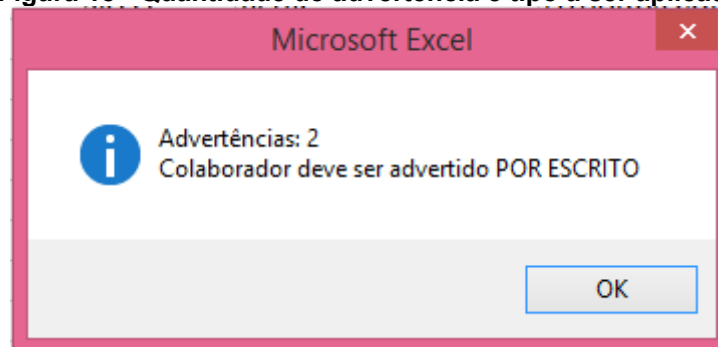 Microsoft Excel
Advertências: 2
Colaborador deve ser advertido POR ESCRITO
OK